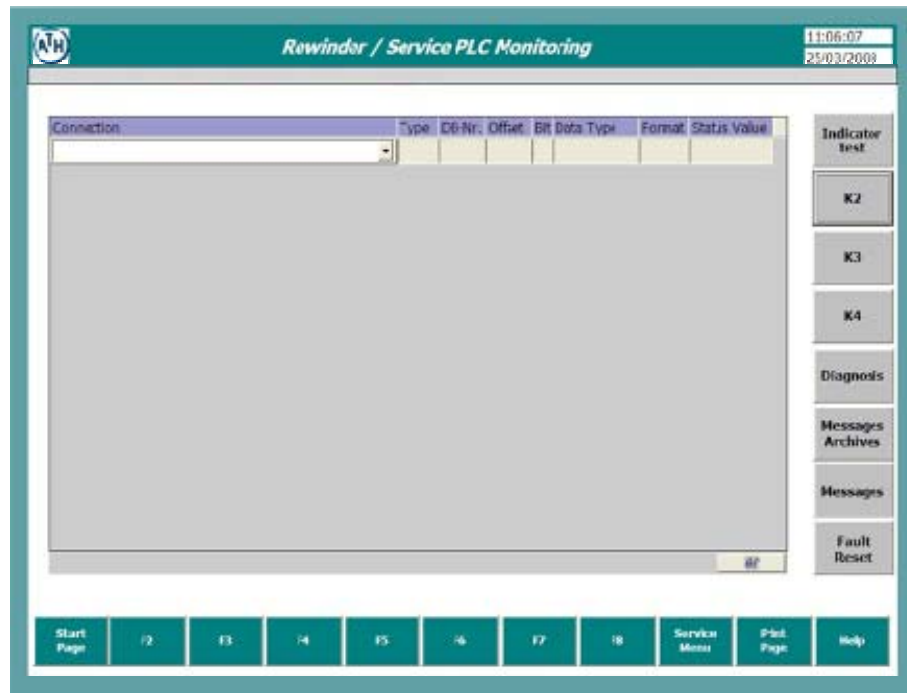 ATH
Rewinder / Service PLC Monitoring
11:06:07
25/03/2008
Connection Type DB-Nr. Offset Bit Data Type Format Status Value
Indicator
test
K2
K3
K4
Diagnosis
Messages
Archives
Messages
Fault
Reset
Start
Page
F2
F3
F4
F5
F6
F7
F8
Service
Menu
Print
Page
Help